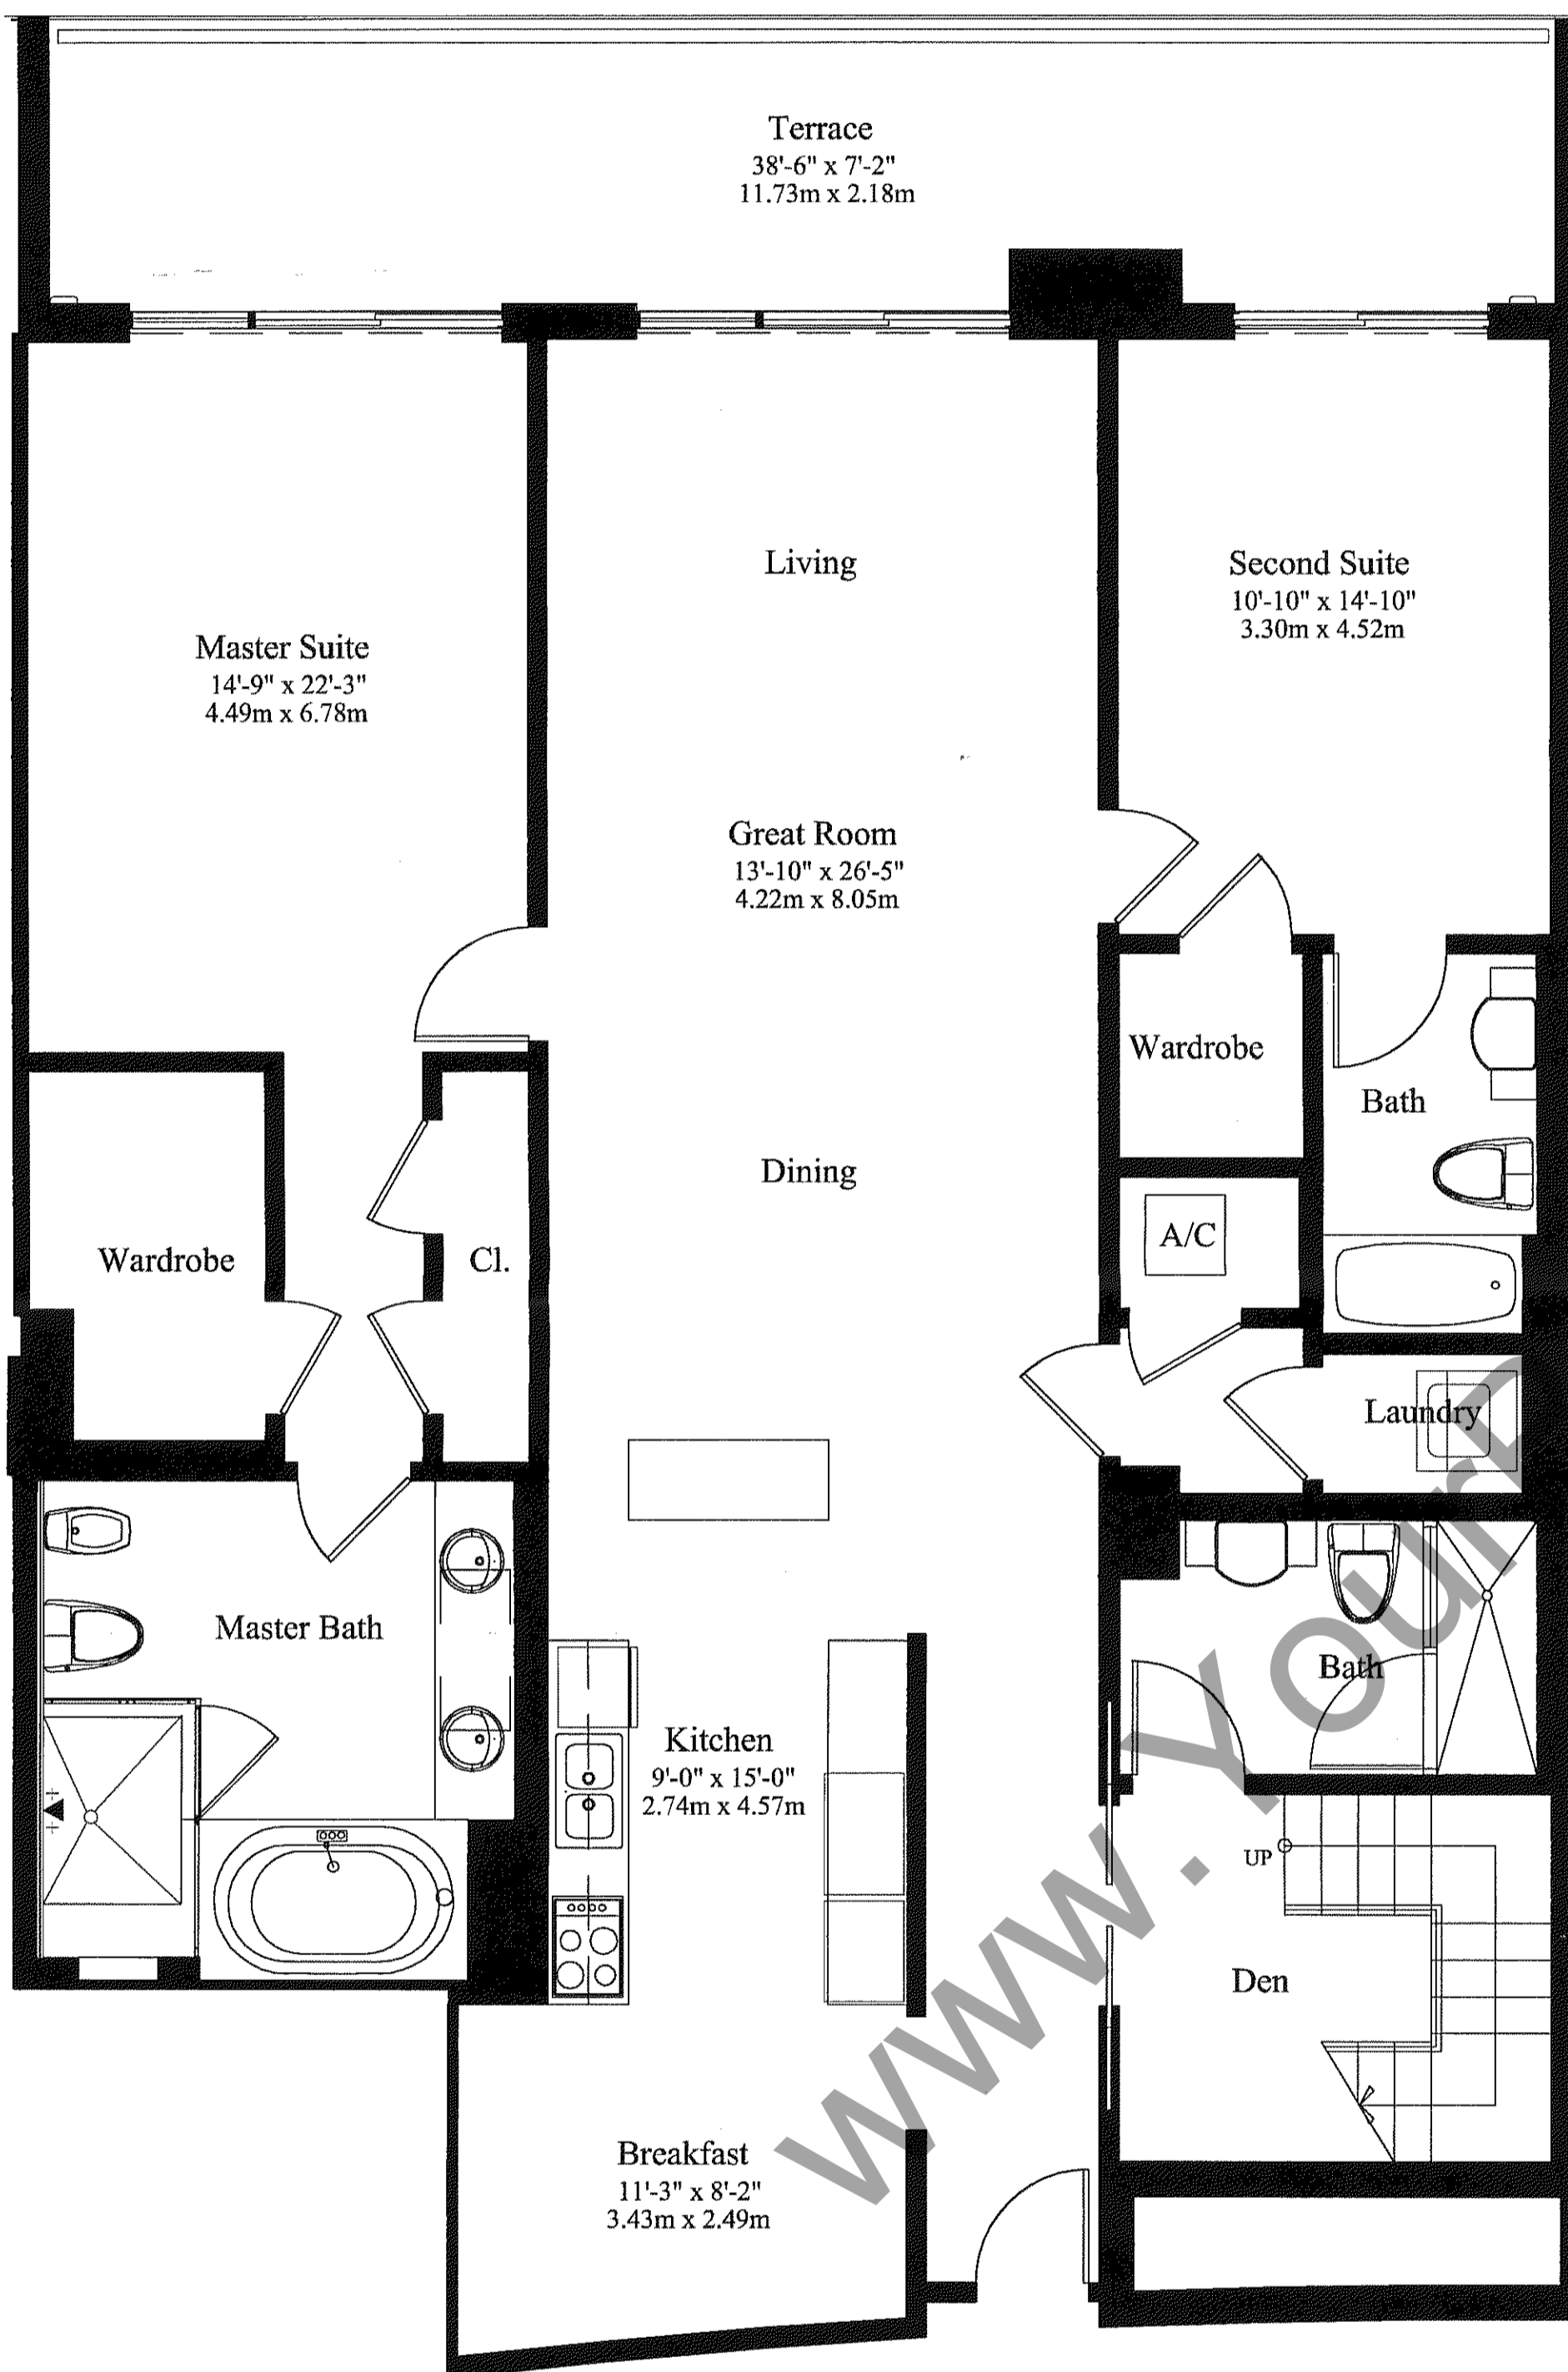 Terrace
38'-6" x 7'-2"
11.73m x 2.18m
Living
Second Suite
10'-10" x 14'-10"
3.30m x 4.52m
Master Suite
14'-9" x 22'-3"
4.49m x 6.78m
Great Room
13'-10" x 26'-5"
4.22m x 8.05m
Wardrobe
Bath
Dining
A/C
Wardrobe
Cl.
Laundry
Master Bath
Bath
Kitchen
9'-0" x 15'-0"
2.74m x 4.57m
UP
Den
Breakfast
11'-3" x 8'-2"
3.43m x 2.49m